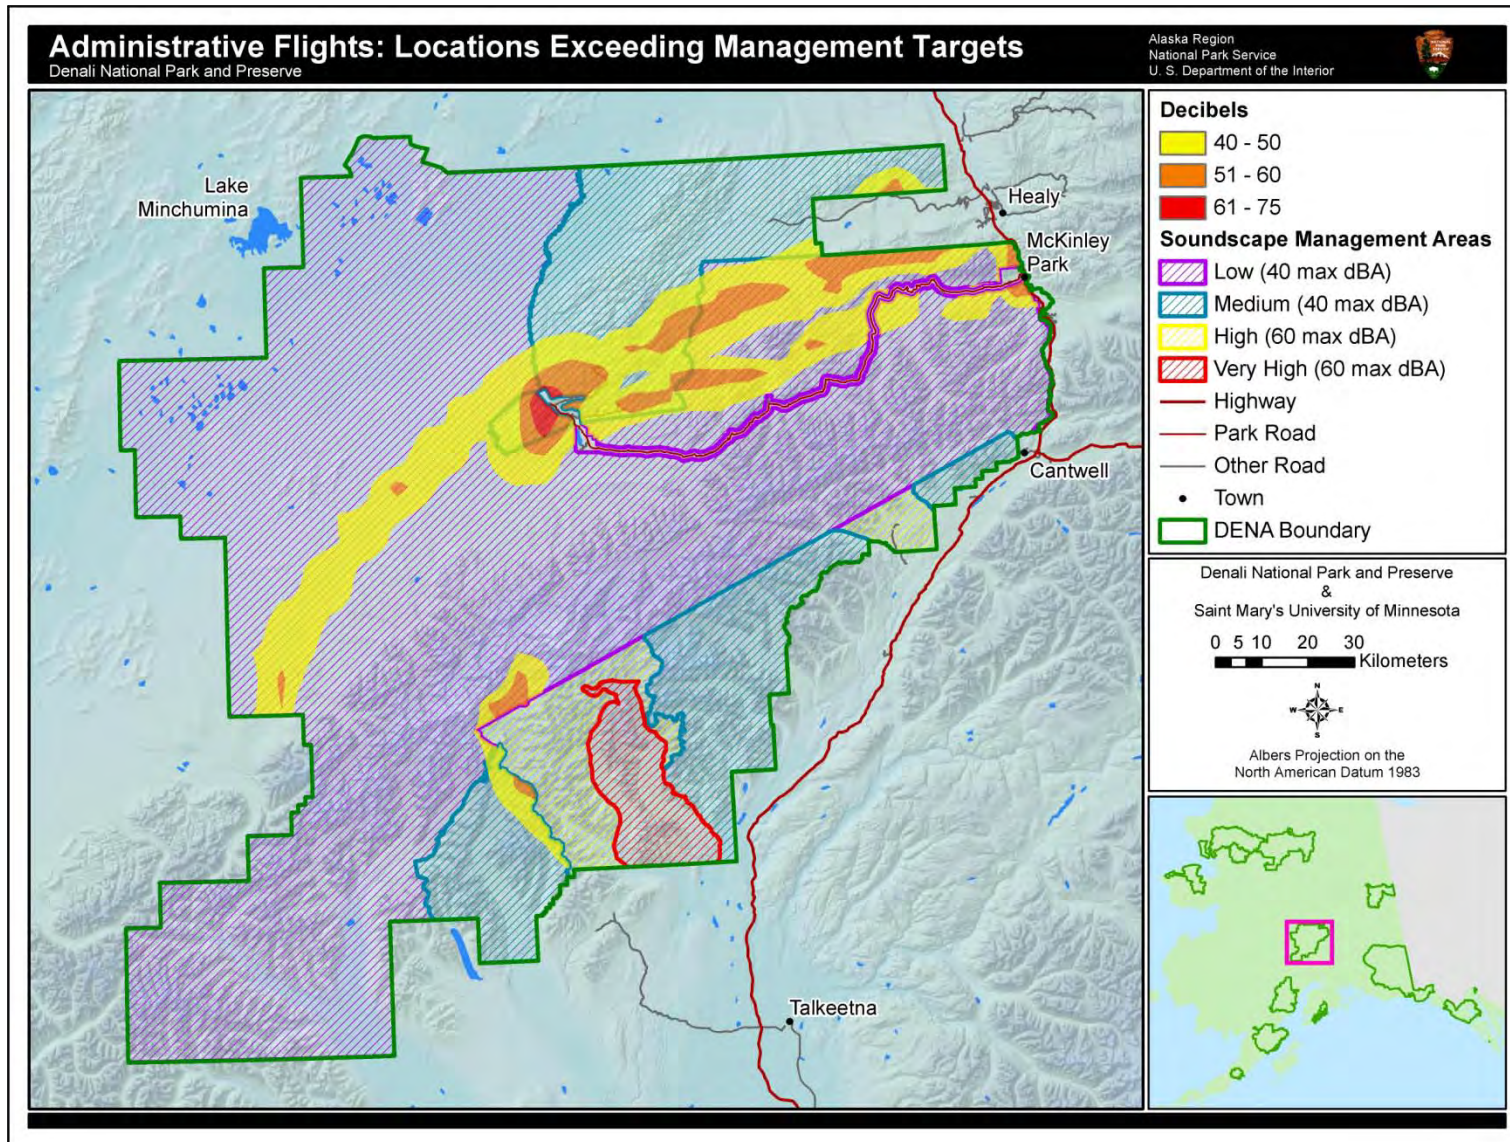 Administrative Flights: Locations Exceeding Management Targets
Denali National Park and Preserve
Alaska Region
National Park Service
U. S. Department of the Interior
Lake
Minchumina
Healy
McKinley
Park
Cantwell
Talkeetna
Decibels
40 - 50
51 - 60
61 - 75
Soundscape Management Areas
Low (40 max dBA)
Medium (40 max dBA)
High (60 max dBA)
Very High (60 max dBA)
Highway
Park Road
Other Road
Town
DENA Boundary
Denali National Park and Preserve
&
Saint Mary's University of Minnesota
0 5 10 20 30
Kilometers
N
W E
S
Albers Projection on the
North American Datum 1983